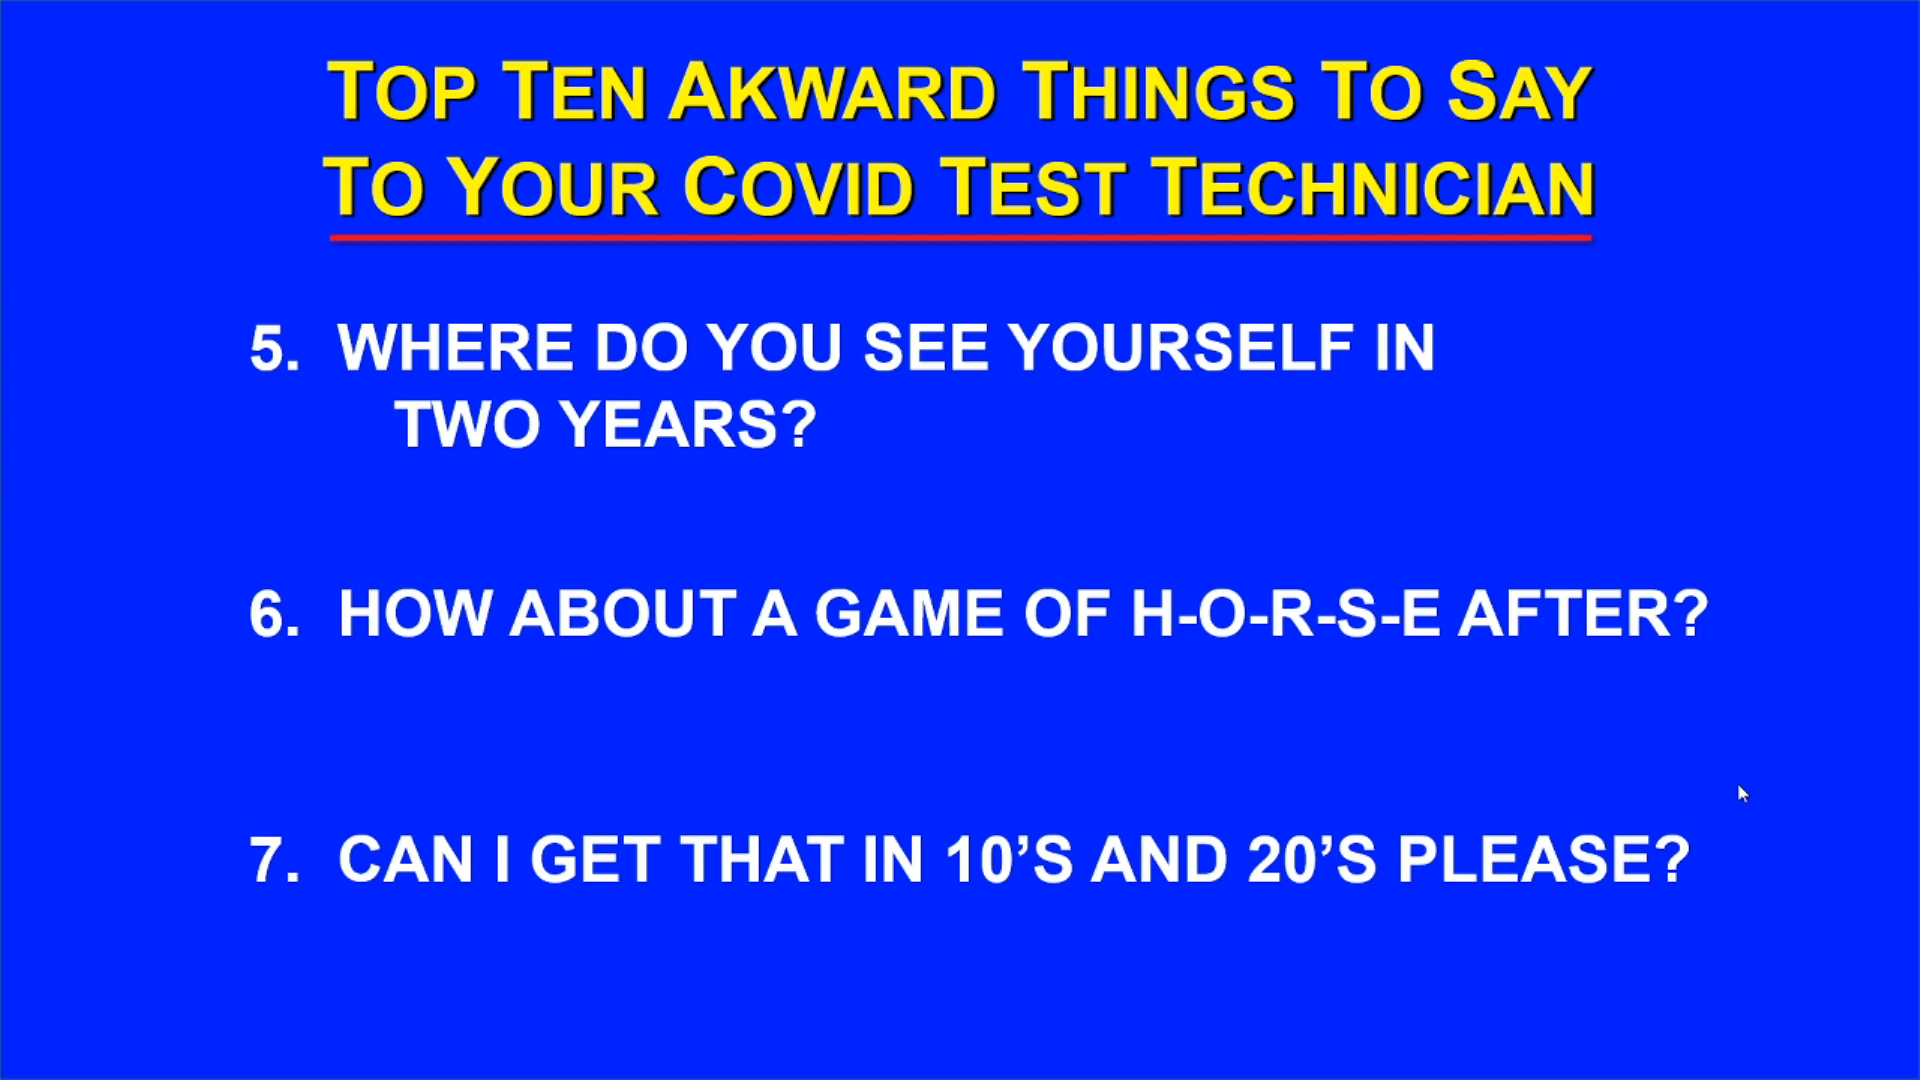 TOP TEN AKWARD THINGS TO SAY
TO YOUR COVID TEST TECHNICIAN
5. WHERE DO YOU SEE YOURSELF IN
TWO YEARS?
6. HOW ABOUT A GAME OF H-O-R-S-E AFTER?
7. CAN I GET THAT IN 10’S AND 20’S PLEASE?